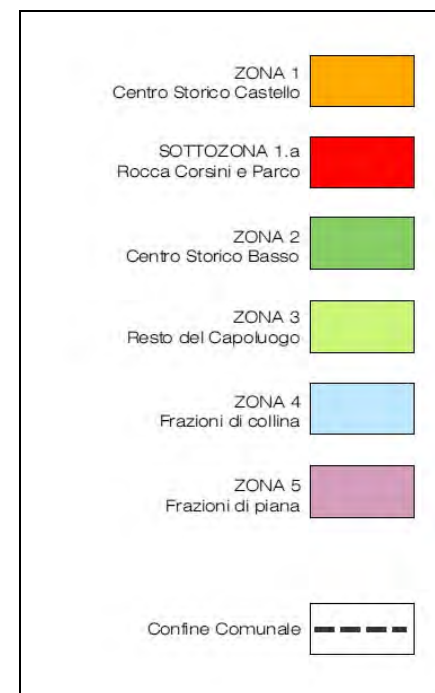 ZONA 1
Centro Storico Castello
SOTTOZONA 1.a
Rocca Corsini e Parco
ZONA 2
Centro Storico Basso
ZONA 3
Resto del Capoluogo
ZONA 4
Frazioni di collina
ZONA 5
Frazioni di piana
Confine Comunale